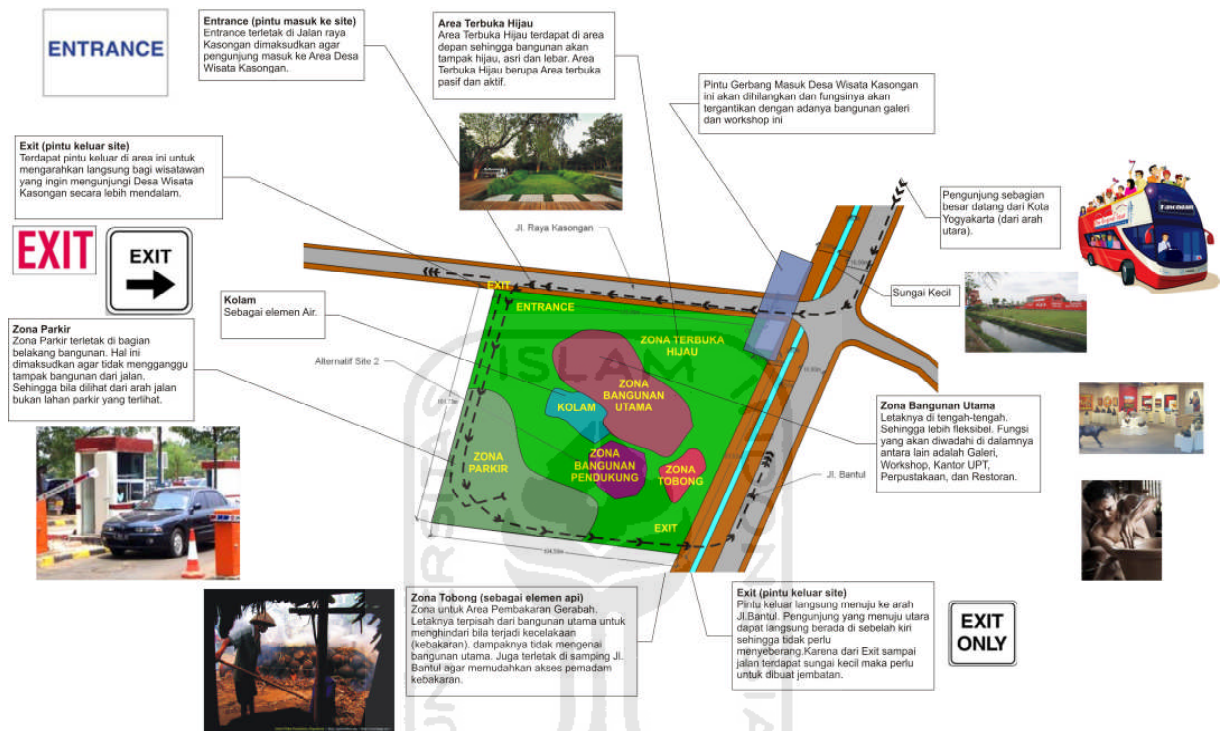 ENTRANCE
Entrance (pintu masuk ke site)
Entrance terletak di Jalan raya
Kasongan dimaksudkan agar
pengunjung masuk ke Area Desa
Wisata Kasongan.
Area Terbuka Hijau
Area Terbuka Hijau terdapat di area
depan sehingga bangunan akan
tampak hijau, asri dan lebar. Area
Terbuka Hijau berupa Area terbuka
pasif dan aktif.
Pintu Gerbang Masuk Desa Wisata Kasongan
ini akan dihilangkan dan fungsinya akan
tergantikan dengan adanya bangunan galeri
dan workshop ini
Exit (pintu keluar site)
Terdapat pintu keluar di area ini untuk
mengarahkan langsung bagi wisatawan
yang ingin mengunjungi Desa Wisata
Kasongan secara lebih mendalam.
Pengunjung sebagian
besar datang dari Kota
Yogyakarta (dari arah
utara).
EXIT
EXIT
Jl. Raya Kasongan
Sungai Kecil
Kolam
Sebagai elemen Air.
EXIT
ENTRANCE
ZONA TERBUKA
HIJAU
Zona Parkir
Zona Parkir terletak di bagian
belakang bangunan. Hal ini
dimaksudkan agar tidak mengganggu
tampak bangunan dari jalan.
Sehingga bila dilihat dari arah jalan
bukan lahan parkir yang terlihat.
Alternatif Site 2
ISLAM
ZONA
BANGUNAN
UTAMA
KOLAM
ZONA
PARKIR
ZONA
BANGUNAN
PENDUKUNG
ZONA
TOBONG
EXIT
Jl. Bantul
Zona Bangunan Utama
Letaknya di tengah-tengah.
Sehingga lebih fleksibel. Fungsi
yang akan diwadahi di dalamnya
antara lain adalah Galeri,
Workshop, Kantor UPT,
Perpustakaan, dan Restoran.
Zona Tobong (sebagai elemen api)
Zona untuk Area Pembakaran Gerabah.
Letaknya terpisah dari bangunan utama untuk
menghindari bila terjadi kecelakaan
(kebakaran). dampaknya tidak mengenai
bangunan utama. Juga terletak di samping Jl.
Bantul agar memudahkan akses pemadam
kebakaran.
Exit (pintu keluar site)
Pintu keluar langsung menuju ke arah
Jl.Bantul. Pengunjung yang menuju utara
dapat langsung berada di sebelah kiri
sehingga tidak perlu
menyeberang.Karena dari Exit sampai
jalan terdapat sungai kecil maka perlu
untuk dibuat jembatan.
EXIT
ONLY